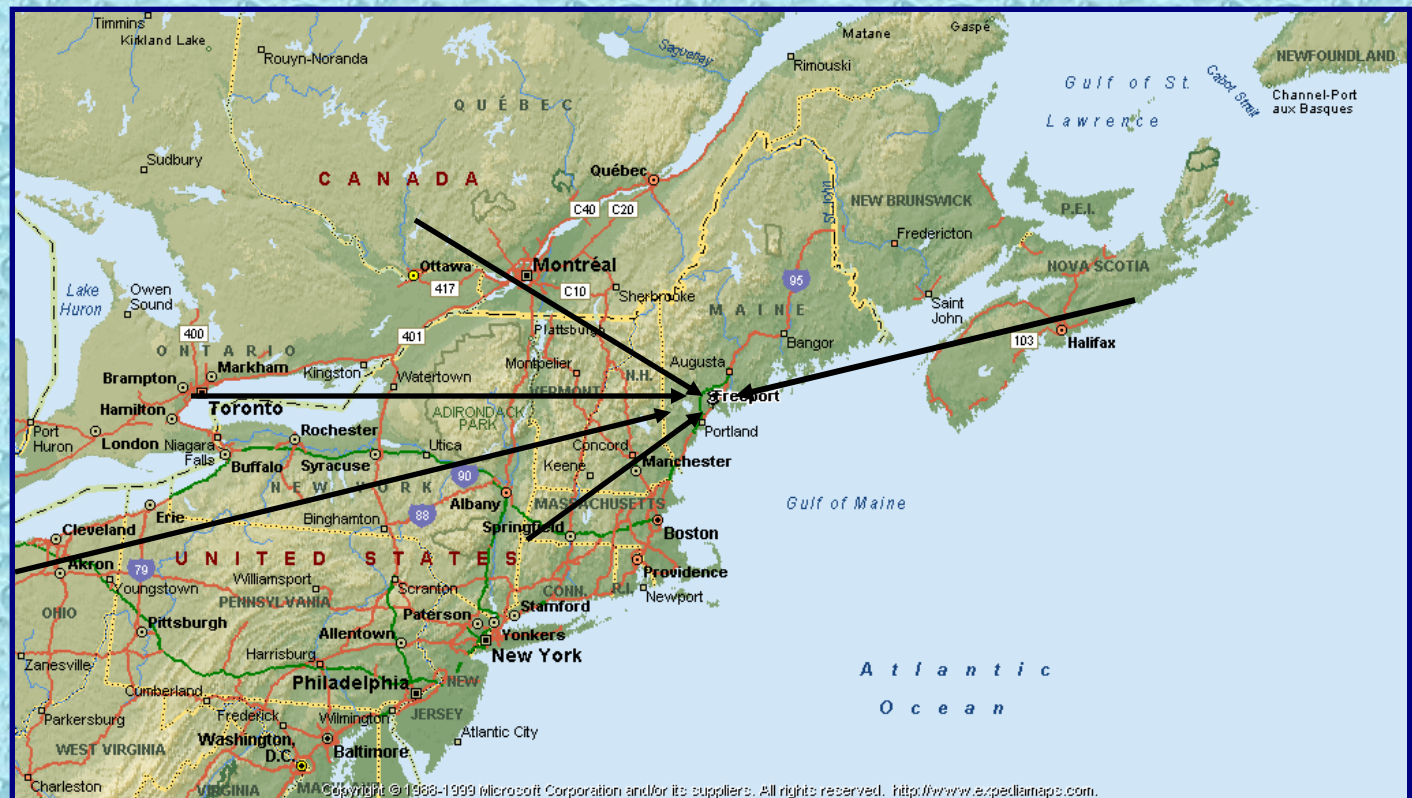 Timmins
Kirkland Lake
Rouyn-Noranda
Saguenay
Matane
Gaspé
Rimouski
NEWFOUNDLAND
Gulf of St.
Lawrence
Cabot Strait
Channel-Port
aux Basques
QUÉBEC
Sudbury
CANADA
Québec
C40
C20
St. John
NEW BRUNSWICK
P.E.I.
Fredericton
NOVA SCOTIA
Ottawa
417
Montréal
C10
Sherbrooke
95
MAINE
Saint
John
Lake
Huron
Owen
Sound
400
401
Plattsburgh
Bangor
103
Halifax
ONTARIO
Markham
Brampton
Kingston
Watertown
Montpelier
VERMONT
N.H.
Augusta
Freeport
Toronto
Hamilton
ADIRONDACK
PARK
Portland
Port
Huron
London
Niagara
Falls
Rochester
Buffalo
Syracuse
Utica
Concord
Keene
Manchester
90
NEW YORK
Albany
MASSACHUSETTS
Gulf of Maine
Erie
Binghamton
88
Springfield
Boston
Cleveland
UNITED STATES
Akron
79
Youngstown
Williamsport
Scranton
CONN.
R.I.
Providence
Newport
OHIO
PENNSYLVANIA
Paterson
Stamford
Pittsburgh
Allentown
Yonkers
New York
Zanesville
Harrisburg
Philadelphia
NEW
JERSEY
Atlantic
Ocean
Cumberland
Parkersburg
Frederick
Wilmington
Atlantic City
WEST VIRGINIA
Washington,
D.C.
Baltimore
Charleston
VIRGINIA
MARYLAND
Copyright © 1988-1999 Microsoft Corporation and/or its suppliers. All rights reserved. http://www.expediamaps.com.